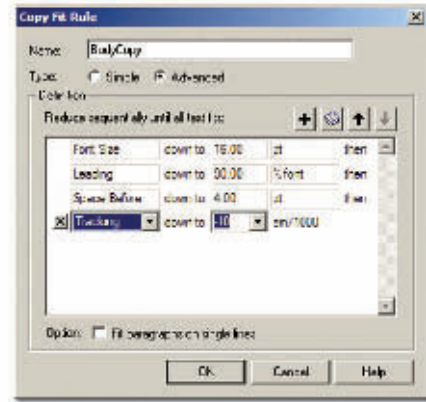 Copy Fit Rule
Name: BodyCopy
Type: Simple Advanced
Definition
Reduce sequentially until all text fits:
Font Size down to 16.00 pt then
Leading down to 90.00 % font then
Space Before down to 4.00 pt then
Tracking down to -10 em/1000
Option: Fit paragraphs on single lines
OK Cancel Help